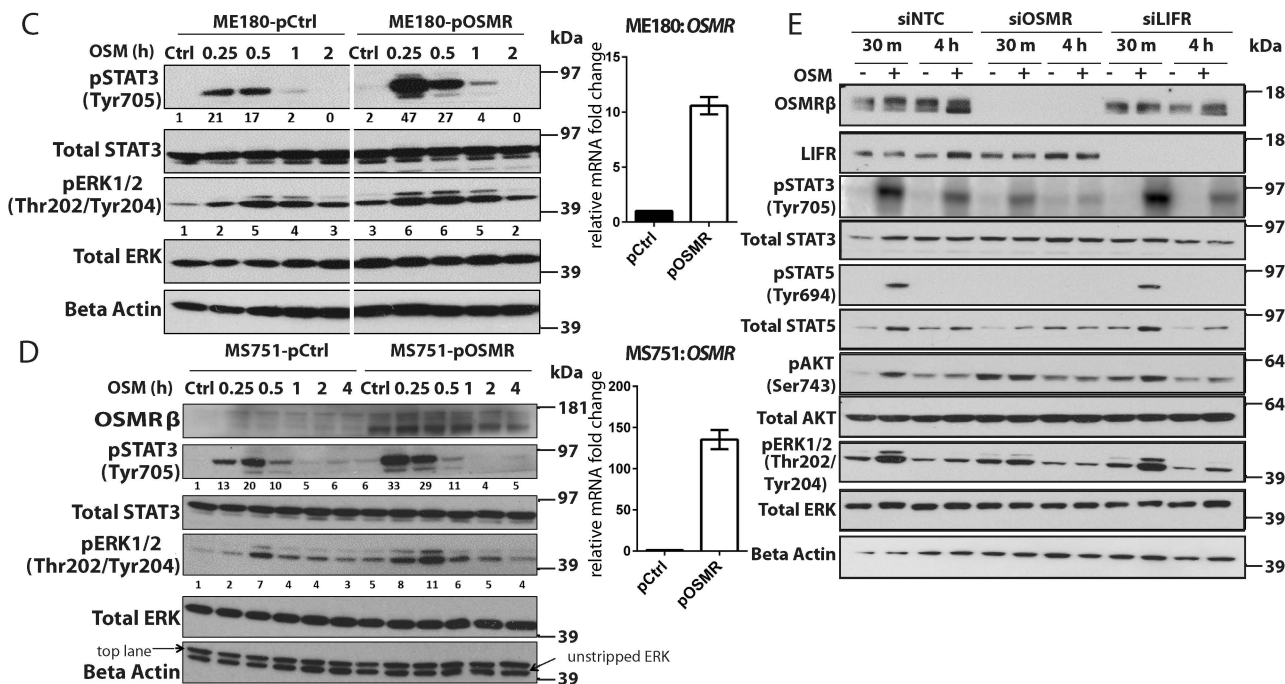 C
ME180-pCtrl ME180-pOSMR
OSM (h) Ctrl 0.25 0.5 1 2 Ctrl 0.25 0.5 1 2 kDa
pSTAT3
(Tyr705)
97
1 21 17 2 0 2 47 27 4 0
97
Total STAT3
pERK1/2
(Thr202/Tyr204)
39
1 2 5 4 3 3 6 6 5 2
Total ERK
39
Beta Actin
39
ME180: OSMR
relative mRNA fold change
15
10
5
0
pCtrl
pOSMR
D
MS751-pCtrl MS751-pOSMR
OSM (h) Ctrl 0.25 0.5 1 2 4 Ctrl 0.25 0.5 1 2 4 kDa
OSMR β
181
pSTAT3
(Tyr705)
97
1 13 20 10 5 6 6 33 29 11 4 5
97
Total STAT3
pERK1/2
(Thr202/Tyr204)
39
1 2 7 4 4 3 5 8 11 6 5 4
Total ERK
39
top lane
Beta Actin
unstripped ERK
39
MS751: OSMR
relative mRNA fold change
200
150
100
50
0
pCtrl
pOSMR
E
siNTC siOSMR siLIFR
30 m 4 h 30 m 4 h 30 m 4 h kDa
OSM - + - + - + - + - + - +
OSMRβ
18
LIFR
18
pSTAT3
(Tyr705)
97
Total STAT3
97
pSTAT5
(Tyr694)
97
Total STAT5
97
pAKT
(Ser743)
64
Total AKT
64
pERK1/2
(Thr202/
Tyr204)
39
Total ERK
39
Beta Actin
39